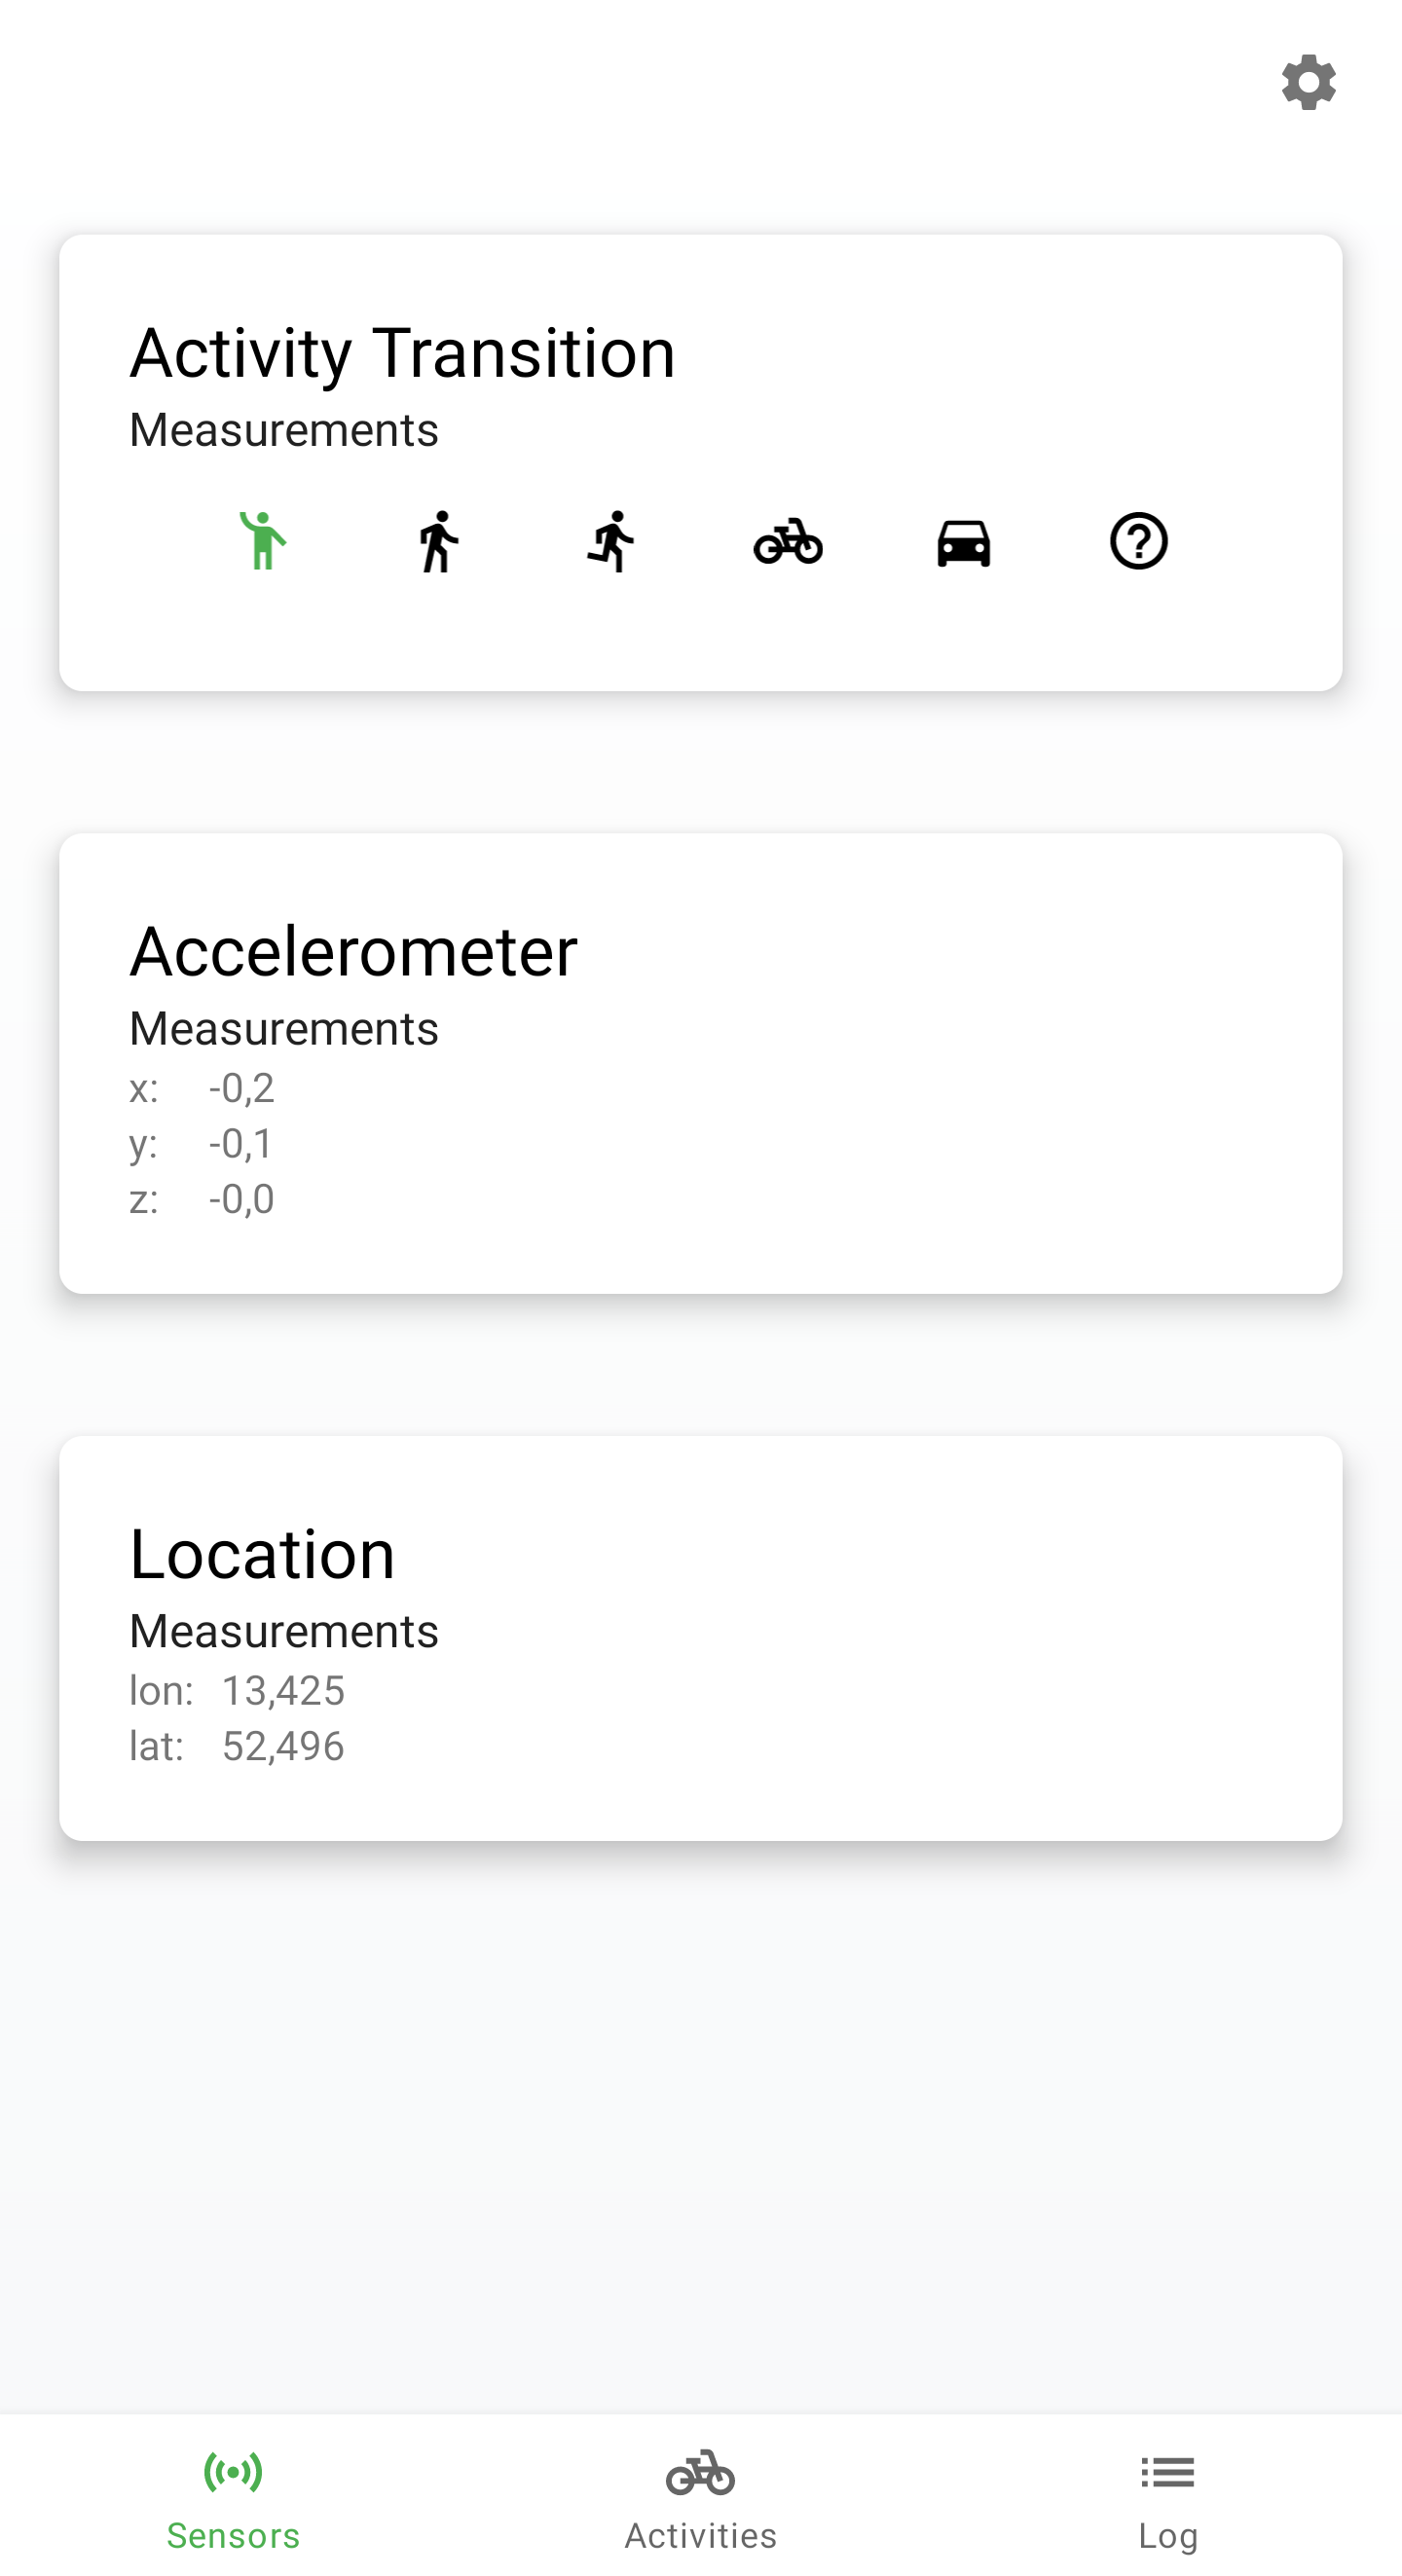 Activity Transition
Measurements
Accelerometer
Measurements
x: -0,2
y: -0,1
z: -0,0
Location
Measurements
lon: 13,425
lat: 52,496
Sensors Activities Log